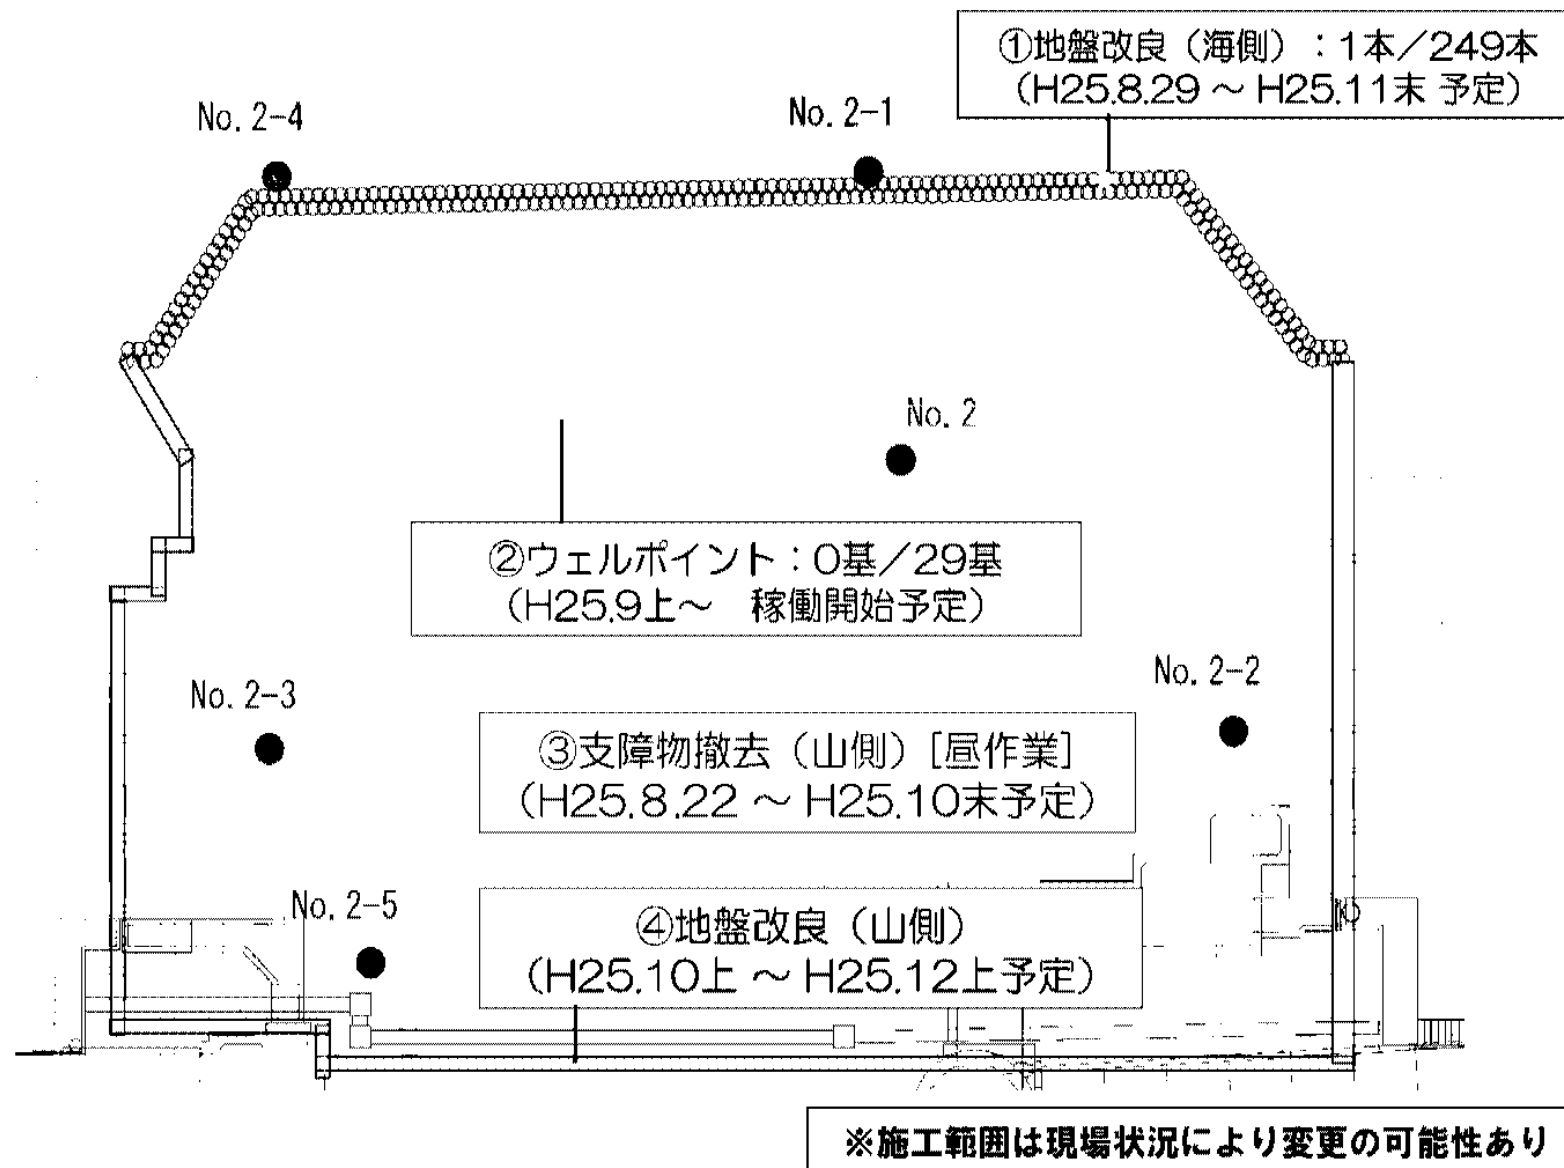 ①地盤改良（海側）：1本／249本
（H25.8.29 ～ H25.11末 予定）
No. 2-4
No. 2-1
No. 2
②ウェルポイント：0基／29基
（H25.9上～　稼働開始予定）
No. 2-2
No. 2-3
③支障物撤去（山側）[昼作業]
（H25.8.22 ～ H25.10末予定）
No. 2-5
④地盤改良（山側）
（H25.10上 ～ H25.12上予定）
※施工範囲は現場状況により変更の可能性あり